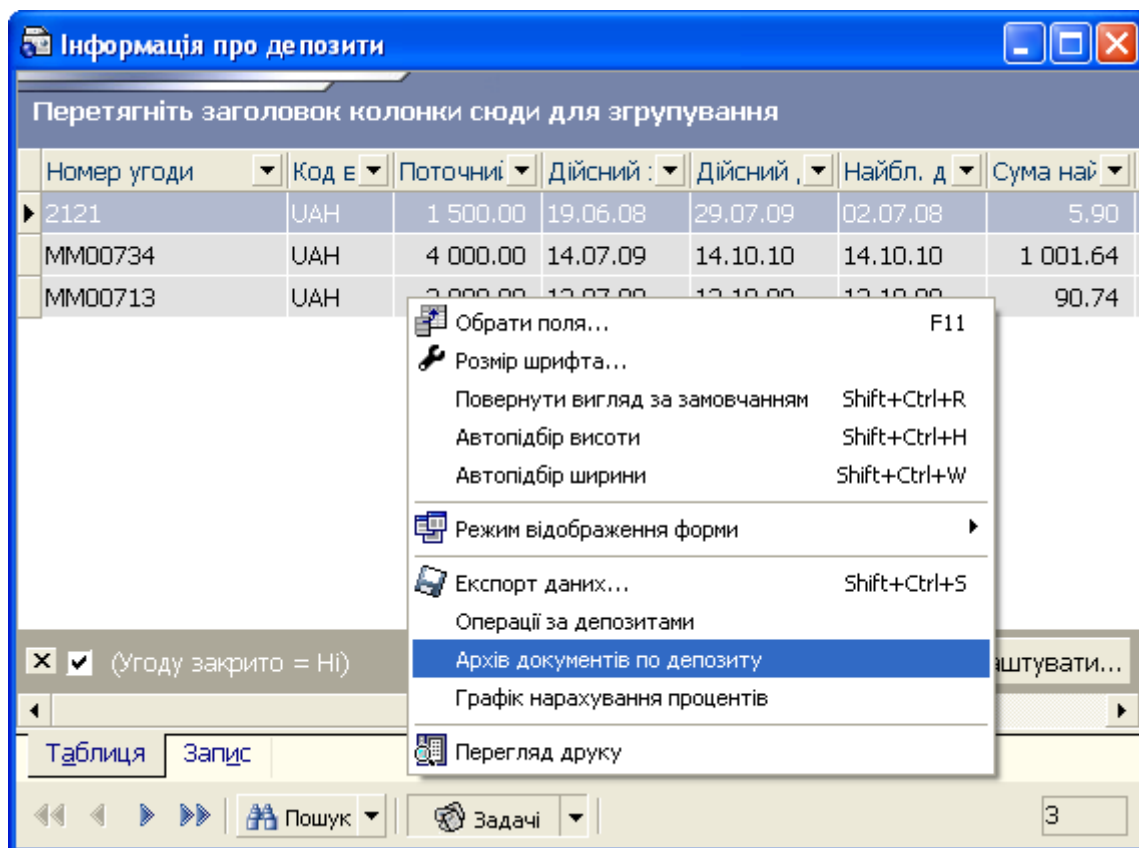 Інформація про депозити
Перетягніть заголовок колонки сюди для згрупування
Номер угоди Код Поточни Дійсний Дійсний Найбл. д Сума най
2121 UAH 1 500.00 19.06.08 29.07.09 02.07.08 5.90
MM00734 UAH 4 000.00 14.07.09 14.10.10 14.10.10 1 001.64
MM00713 UAH 90.74
Обрати поля... F11
Розмір шрифта...
Повернути вигляд за замовчанням Shift+Ctrl+R
Автопідбір висоти Shift+Ctrl+H
Автопідбір ширини Shift+Ctrl+W
Режим відображення форми
Експорт даних... Shift+Ctrl+S
Операції за депозитами
(Угоду закрито = Ні) Архів документів по депозиту аштувати...
Графік нарахування процентів
Таблиця Запис Перегляд друку
Пошук Задачі 3